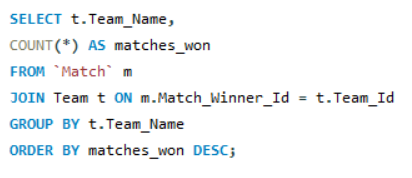 SELECT t.Team_Name,
COUNT(*) AS matches_won
FROM `Match` m
JOIN Team t ON m.Match_Winner_Id = t.Team_Id
GROUP BY t.Team_Name
ORDER BY matches_won DESC;